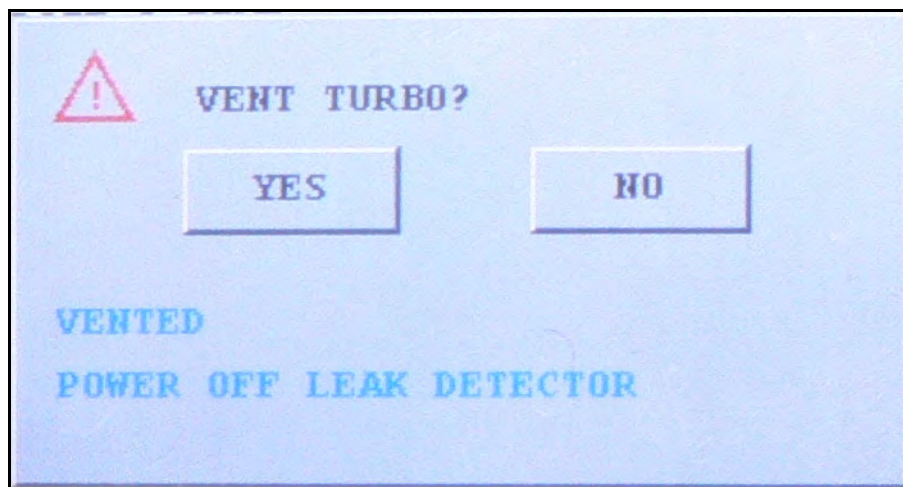 VENT TURBO?
YES NO
VENTED
POWER OFF LEAK DETECTOR